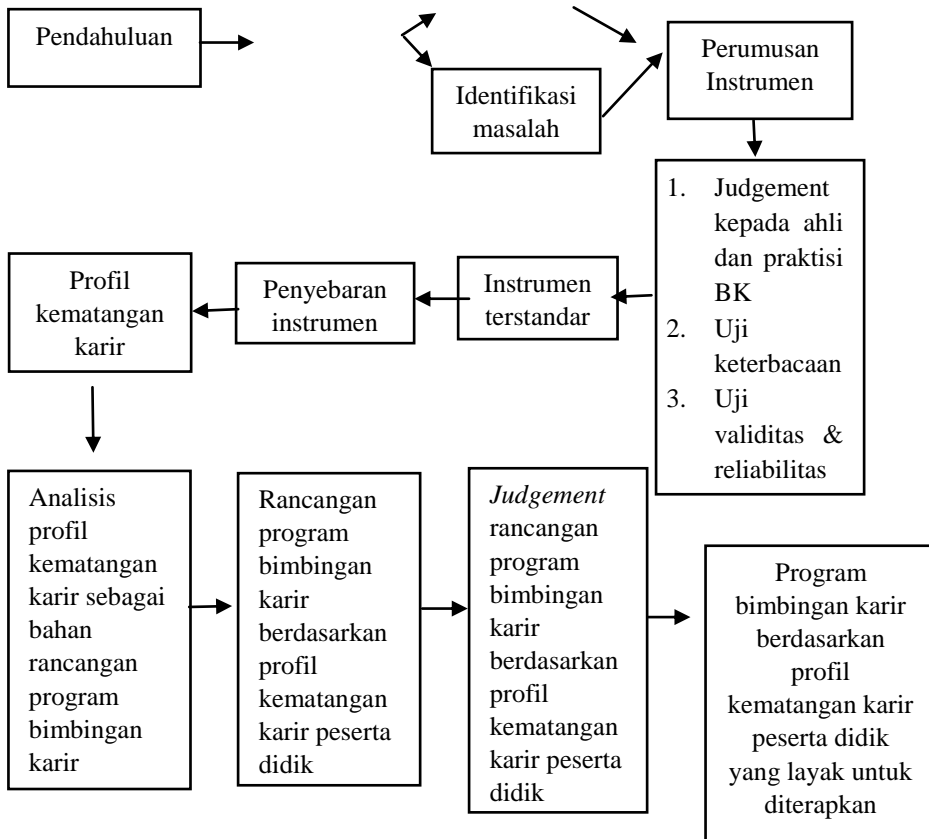 Pendahuluan
Identifikasi
masalah
Perumusan
Instrumen
1. Judgement
kepada ahli
dan praktisi
BK
2. Uji
keterbacaan
3. Uji
validitas &
reliabilitas
Instrumen
terstandar
Penyebaran
instrumen
Profil
kematangan
karir
Analisis
profil
kematangan
karir sebagai
bahan
rancangan
program
bimbingan
karir
Rancangan
program
bimbingan
karir
berdasarkan
profil
kematangan
karir peserta
didik
Judgement
rancangan
program
bimbingan
karir
berdasarkan
profil
kematangan
karir peserta
didik
Program
bimbingan karir
berdasarkan
profil
kematangan karir
peserta didik
yang layak untuk
diterapkan